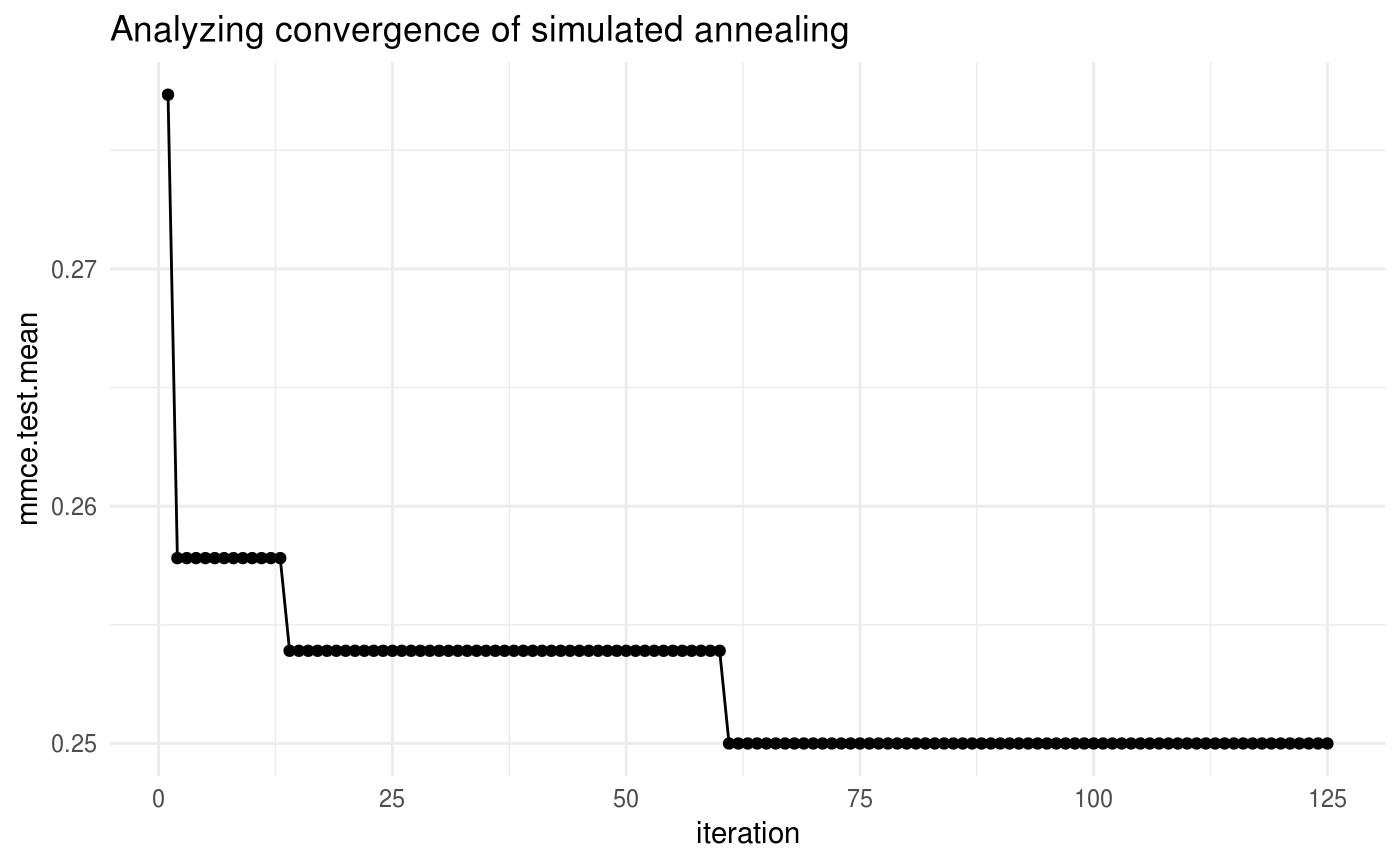 Analyzing convergence of simulated annealing
mmce.test.mean
0.27
0.26
0.25
0 25 50 75 100 125
iteration